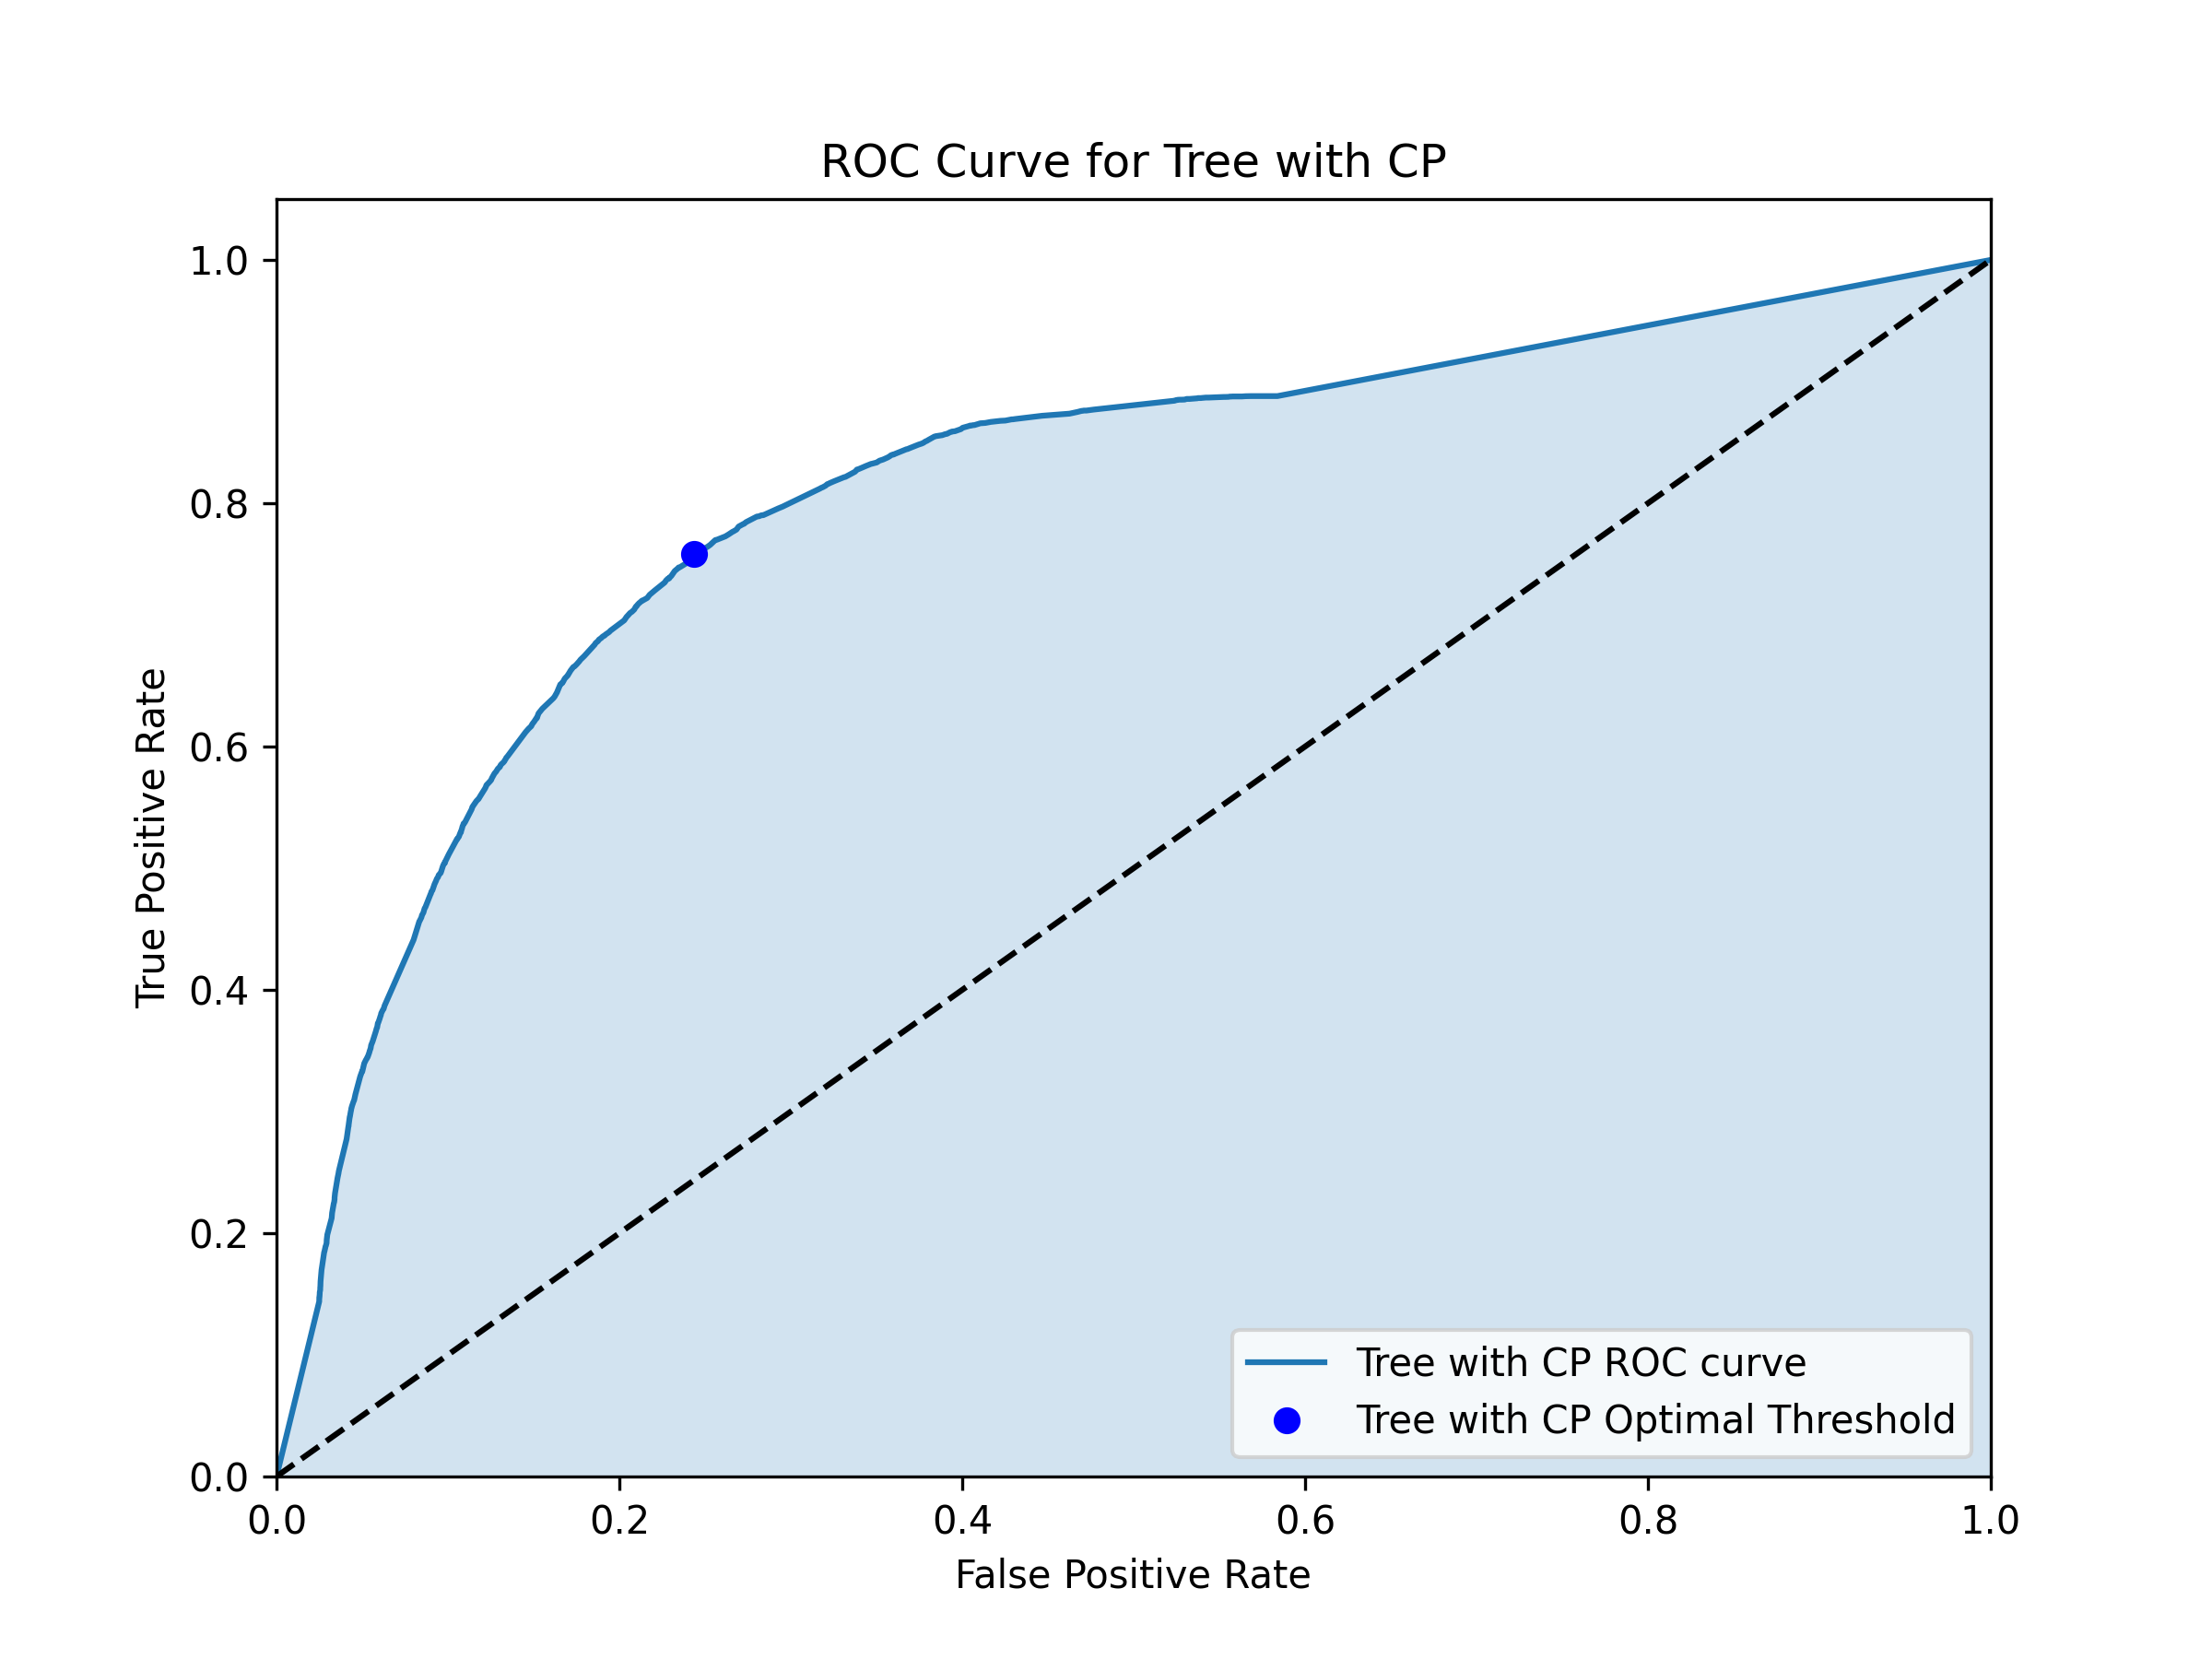 ROC Curve for Tree with CP
True Positive Rate
1.0
0.8
0.6
0.4
0.2
0.0
Tree with CP ROC curve
Tree with CP Optimal Threshold
0.0 0.2 0.4 0.6 0.8 1.0
False Positive Rate